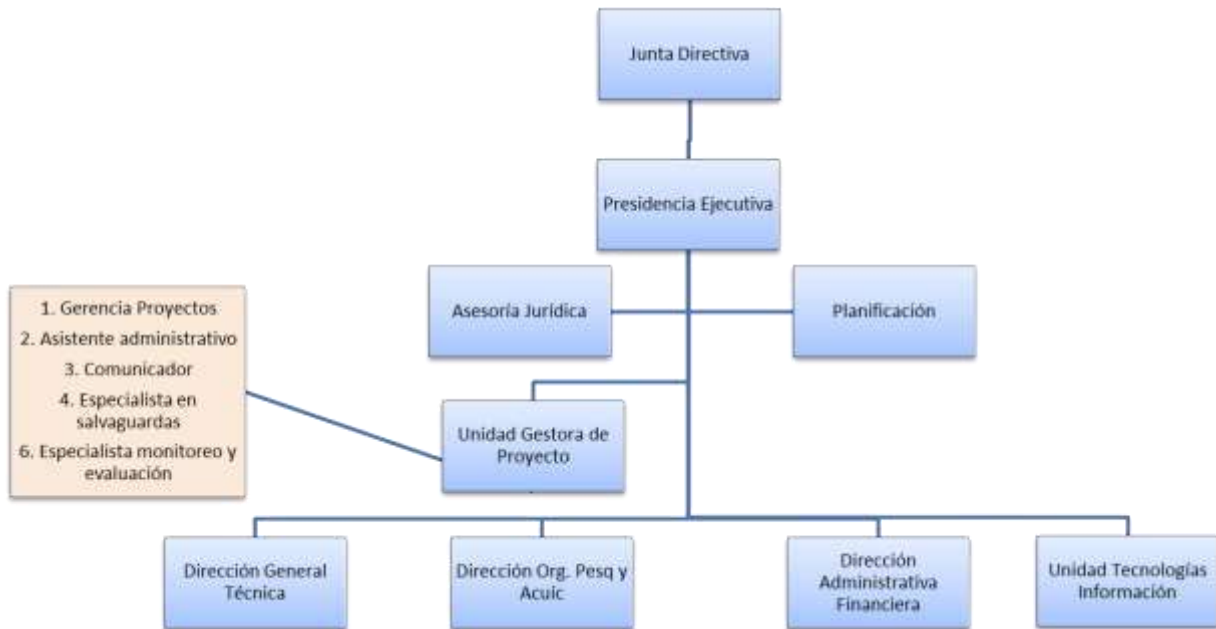 Junta Directiva
Presidencia Ejecutiva
Asesoría Jurídica
Planificación
1. Gerencia Proyectos
2. Asistente administrativo
3. Comunicador
4. Especialista en
salvaguardas
6. Especialista monitoreo y
evaluación
Unidad Gestora de
Proyecto
Dirección General
Técnica
Dirección Org. Pesq y
Acuic
Dirección
Administrativa
Financiera
Unidad Tecnologías
Información